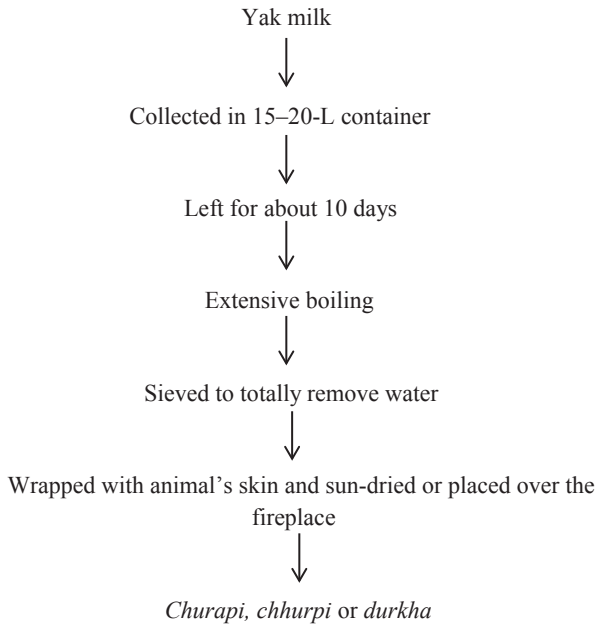 Yak milk
Collected in 15–20-L container
Left for about 10 days
Extensive boiling
Sieved to totally remove water
Wrapped with animal’s skin and sun-dried or placed over the
fireplace
Churapi, chhurpi or durkha